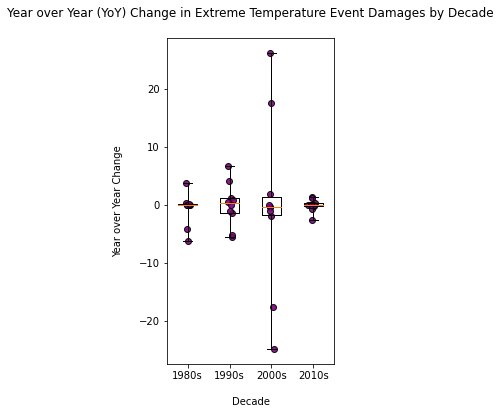 Year over Year (YoY) Change in Extreme Temperature Event Damages by Decade
20
10
0
−10
−20
Year over Year Change
1980s 1990s 2000s 2010s
Decade